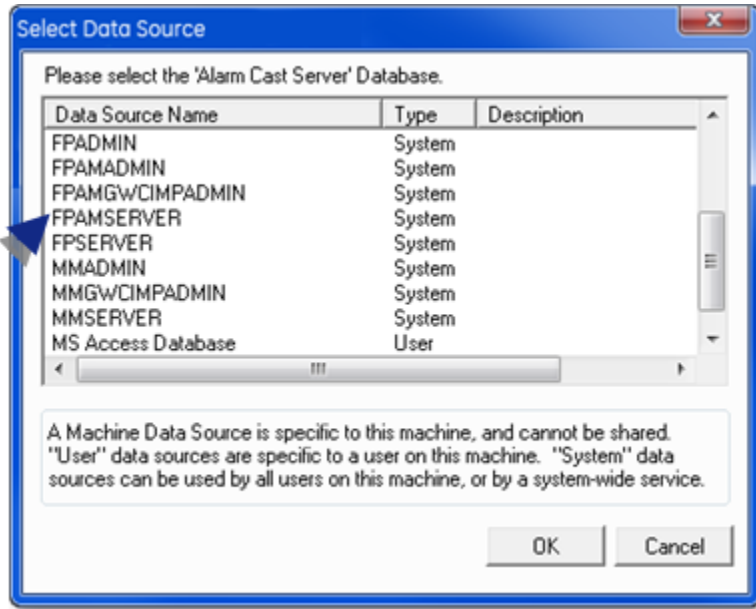 Select Data Source
Please select the 'Alarm Cast Server' Database.
Data Source Name Type Description
FPADMIN System
FPAMADMIN System
FPAMGWCIMPADMIN System
FPAMSERVER System
FPSERVER System
MMADMIN System
MMGWCIMPADMIN System
MMSERVER System
MS Access Database User
A Machine Data Source is specific to this machine, and cannot be shared.
"User" data sources are specific to a user on this machine. "System" data
sources can be used by all users on this machine, or by a system-wide service.
OK Cancel